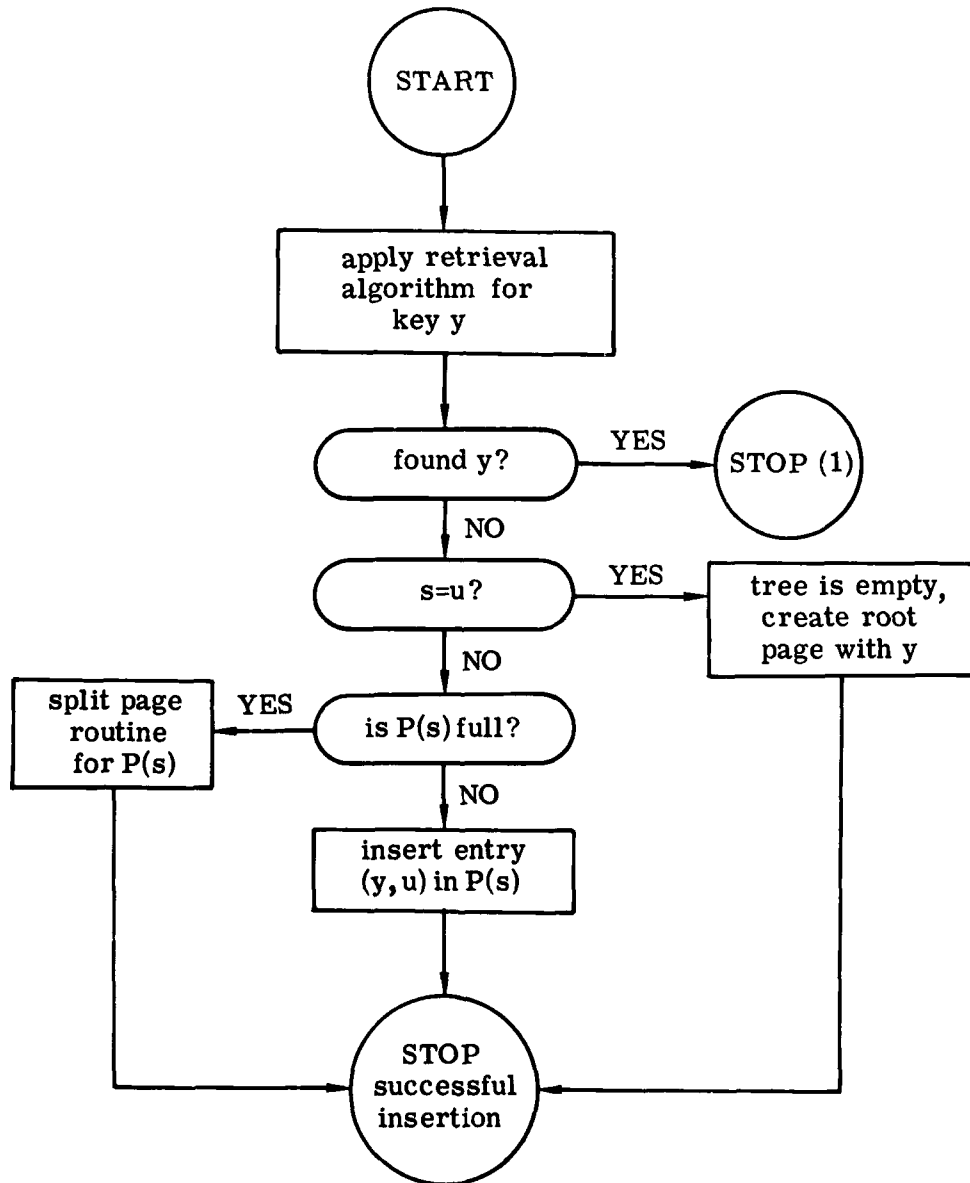 START
apply retrieval
algorithm for
key y
found y?
YES
STOP (1)
NO
s=u?
YES
tree is empty,
create root
page with y
NO
is P(s) full?
YES
split page
routine
for P(s)
NO
insert entry
(y, u) in P(s)
STOP
successful
insertion